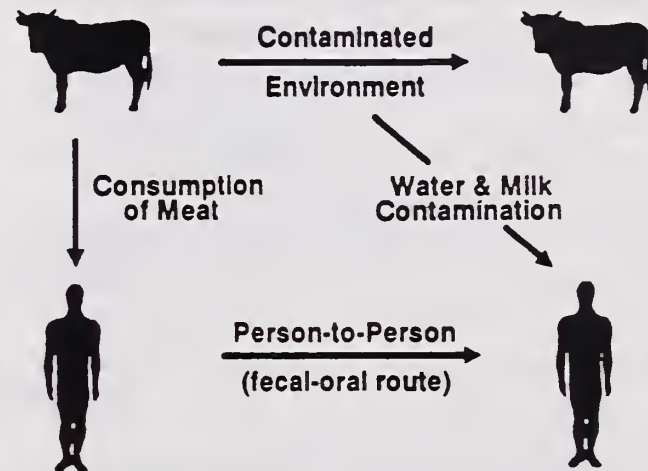 Contaminated
Environment
Consumption
of Meat
Water & Milk
Contamination
Person-to-Person
(fecal-oral route)